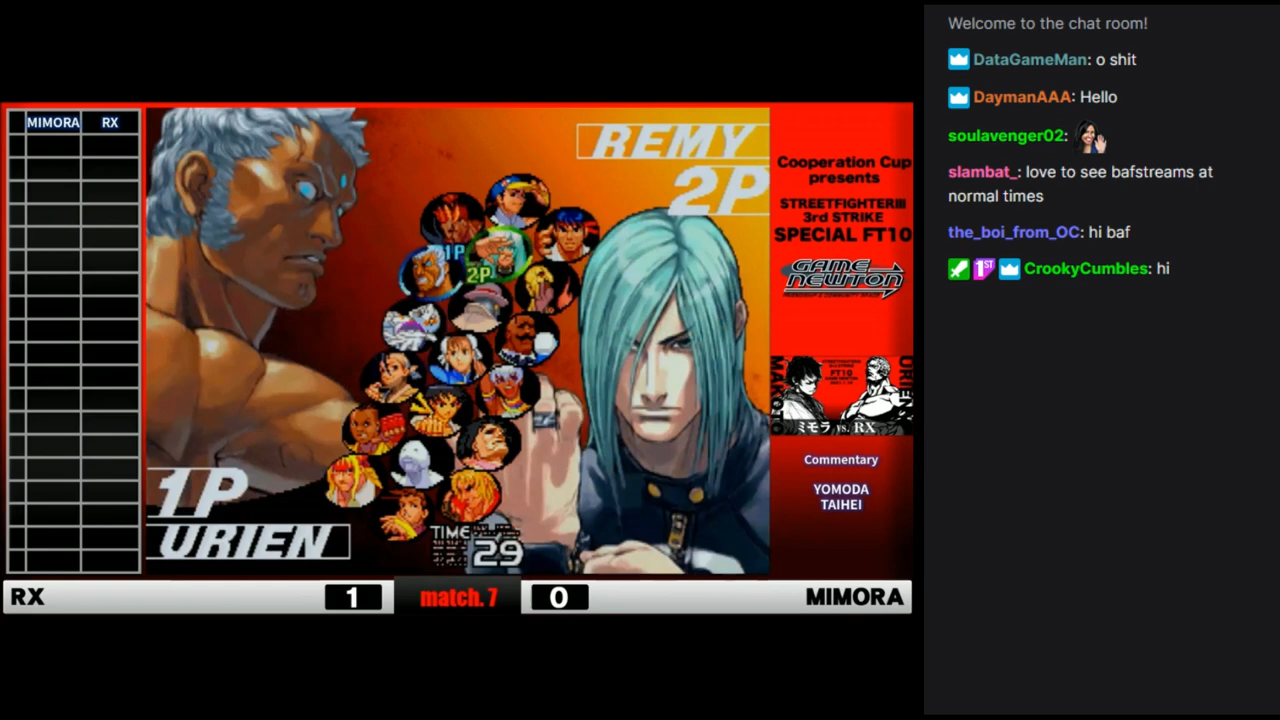 MIMORA RX
REMY
2P
1P
2P
1P
URIEN
TIME
29
Cooperation Cup
presents
STREETFIGHTERIII
3rd STRIKE
SPECIAL FT10
GAME
NEWTON
MAKOTO
URIEN
FT10
ミモラ vs. RX
Commentary
YOMODA
TAIHEI
RX 1 match.7 0 MIMORA
Welcome to the chat room!
DataGameMan: o shit
DaymanAAA: Hello
soulavenger02:
slambat_: love to see bafstreams at
normal times
the_boi_from_OC: hi baf
1ST CrookyCumbles: hi